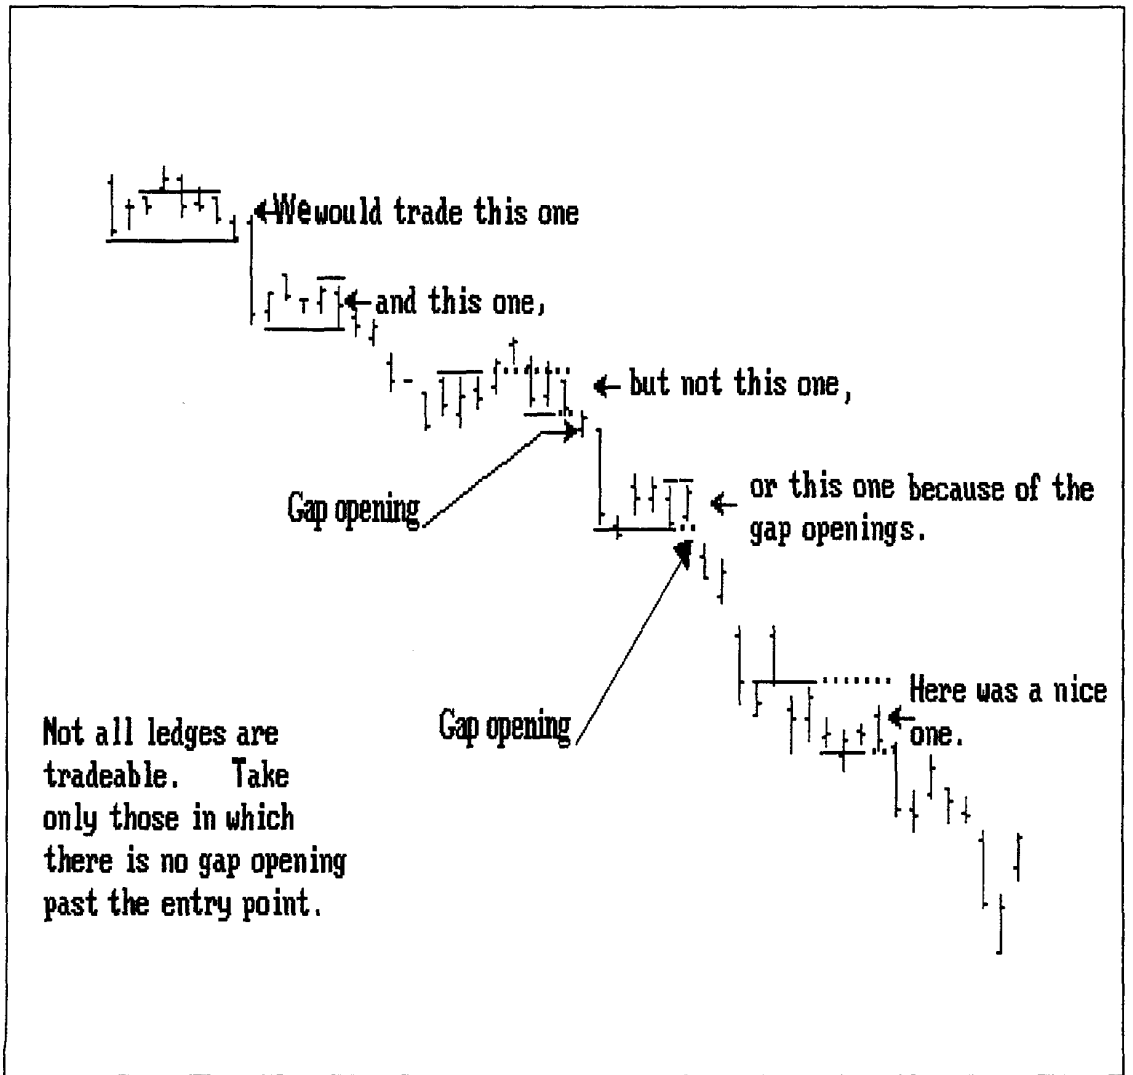 We would trade this one
and this one,
but not this one,
Gap opening
or this one because of the
gap openings.
Gap opening
Here was a nice
one.
Not all ledges are
tradeable. Take
only those in which
there is no gap opening
past the entry point.